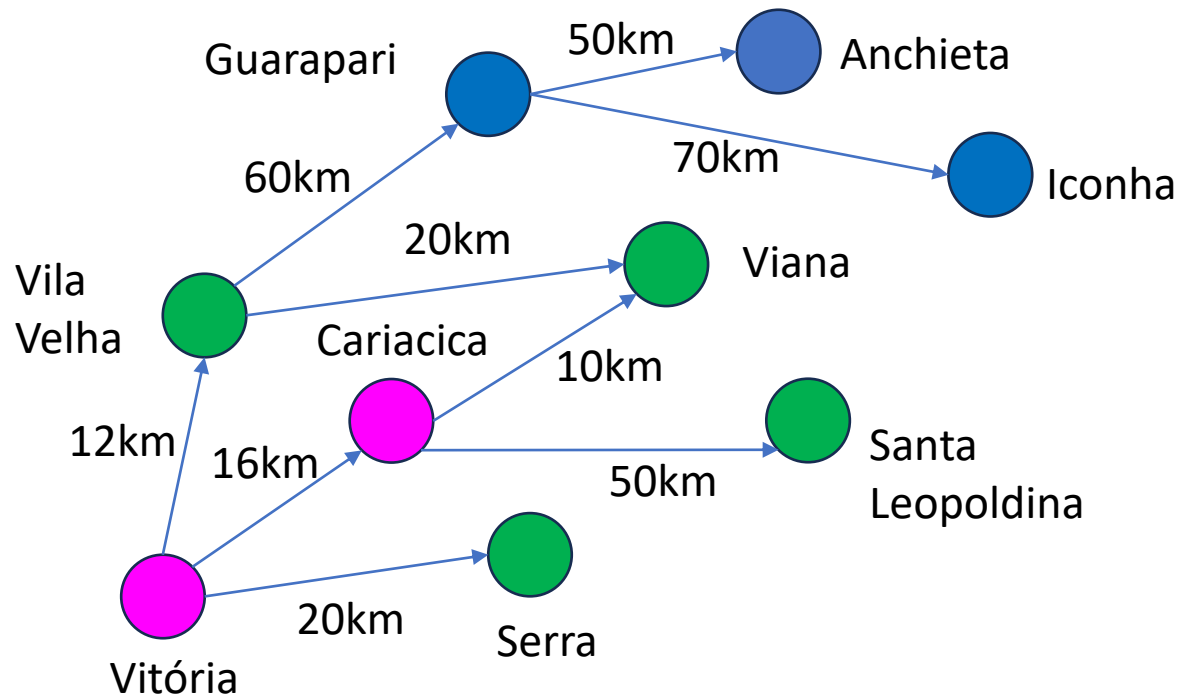 50km
Guarapari
Anchieta
70km
60km
Iconha
20km
Viana
Vila
Velha
Cariacica
10km
12km
16km
Santa
Leopoldina
50km
20km
Serra
Vitória